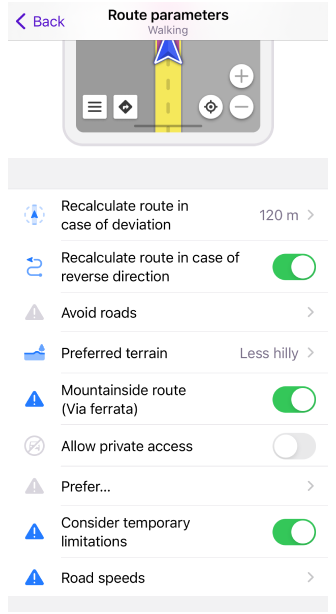 Back
Route parameters
Walking
Recalculate route in
case of deviation
120 m
Recalculate route in case of
reverse direction
Avoid roads
Preferred terrain
Less hilly
Mountainside route
(Via ferrata)
Allow private access
Prefer...
Consider temporary
limitations
Road speeds